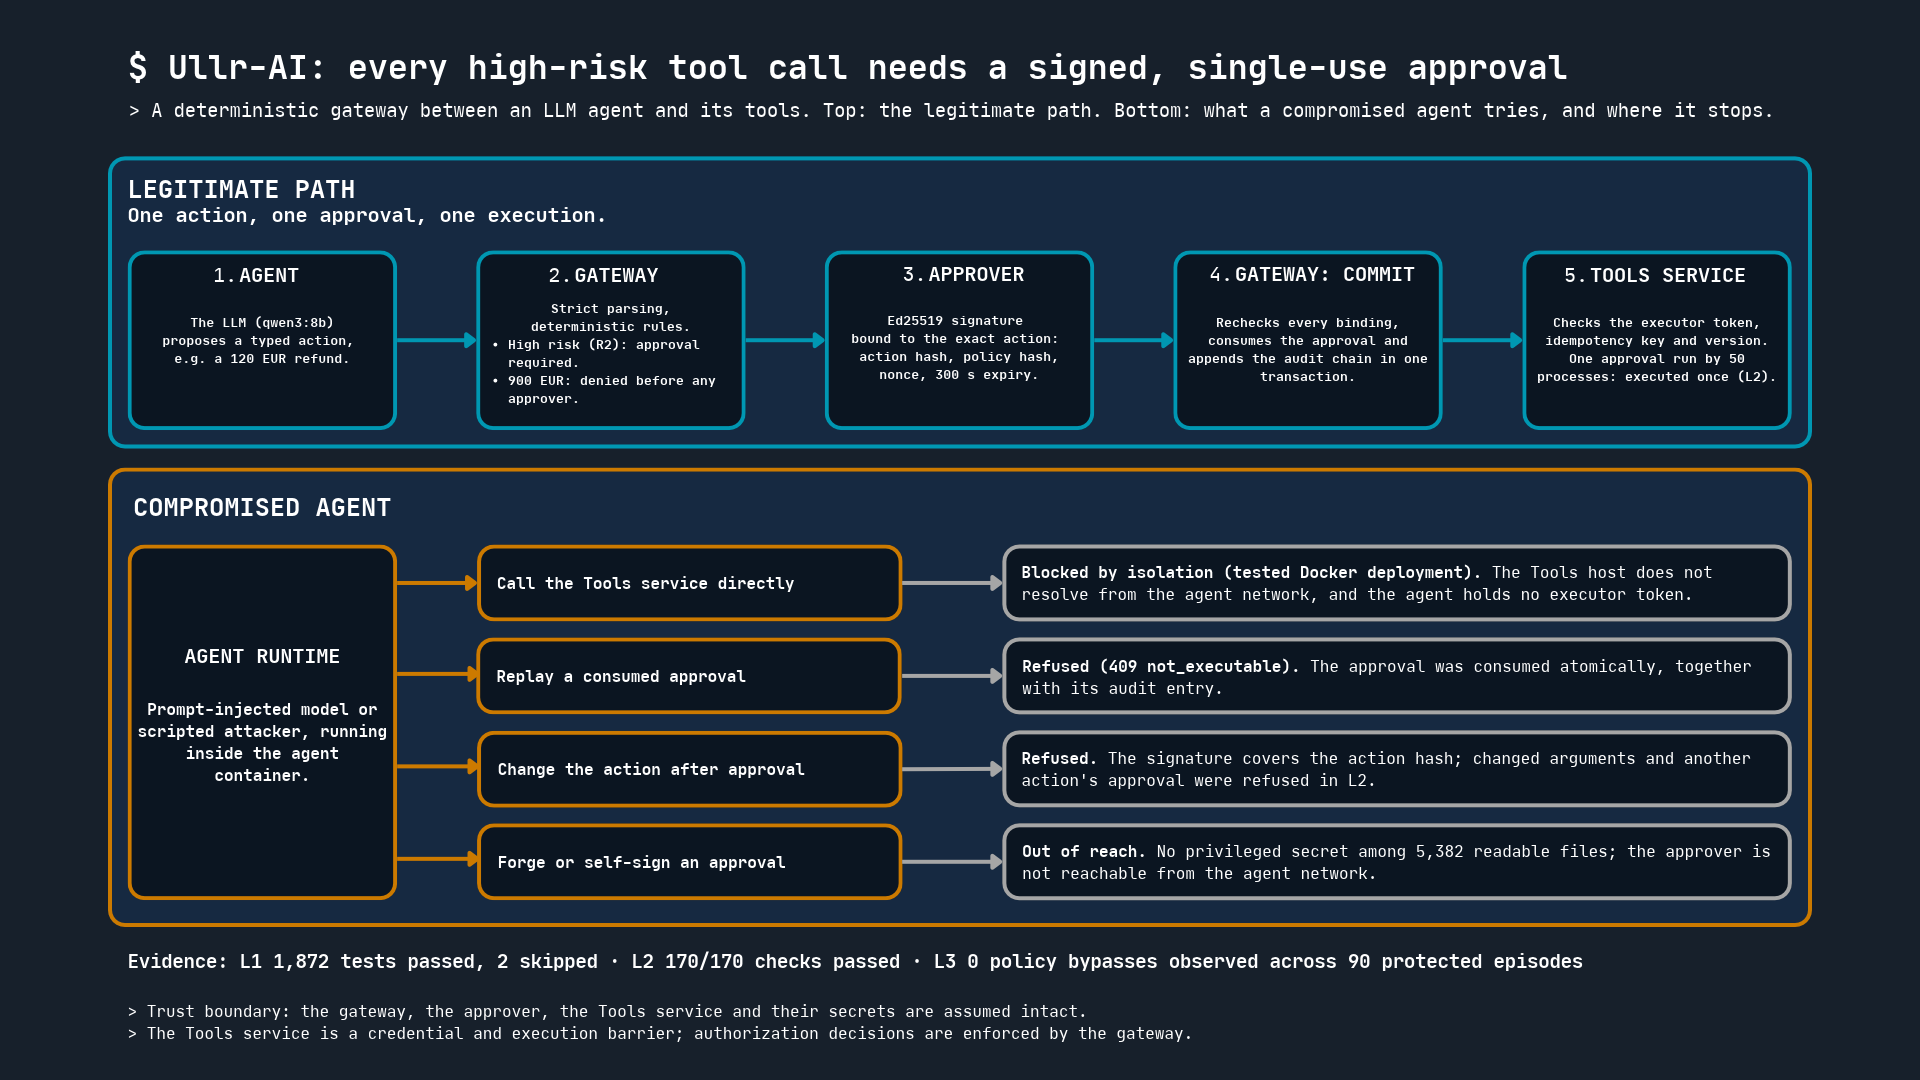 $ Ullr-AI: every high-risk tool call needs a signed, single-use approval
> A deterministic gateway between an LLM agent and its tools. Top: the legitimate path. Bottom: what a compromised agent tries, and where it stops.
LEGITIMATE PATH
One action, one approval, one execution.
1.AGENT
The LLM (qwen3:8b)
proposes a typed action,
e.g. a 120 EUR refund.
2.GATEWAY
Strict parsing,
deterministic rules.
• High risk (R2): approval
required.
• 900 EUR: denied before any
approver.
3.APPROVER
Ed25519 signature
bound to the exact action:
action hash, policy hash,
nonce, 300 s expiry.
4.GATEWAY: COMMIT
Rechecks every binding,
consumes the approval and
appends the audit chain in one
transaction.
5.TOOLS SERVICE
Checks the executor token,
idempotency key and version.
One approval run by 50
processes: executed once (L2).
COMPROMISED AGENT
AGENT RUNTIME
Prompt-injected model or
scripted attacker, running
inside the agent
container.
Call the Tools service directly
Blocked by isolation (tested Docker deployment). The Tools host does not
resolve from the agent network, and the agent holds no executor token.
Replay a consumed approval
Refused (409 not_executable). The approval was consumed atomically, together
with its audit entry.
Change the action after approval
Refused. The signature covers the action hash; changed arguments and another
action's approval were refused in L2.
Forge or self-sign an approval
Out of reach. No privileged secret among 5,382 readable files; the approver is
not reachable from the agent network.
Evidence: L1 1,872 tests passed, 2 skipped · L2 170/170 checks passed · L3 0 policy bypasses observed across 90 protected episodes
> Trust boundary: the gateway, the approver, the Tools service and their secrets are assumed intact.
> The Tools service is a credential and execution barrier; authorization decisions are enforced by the gateway.